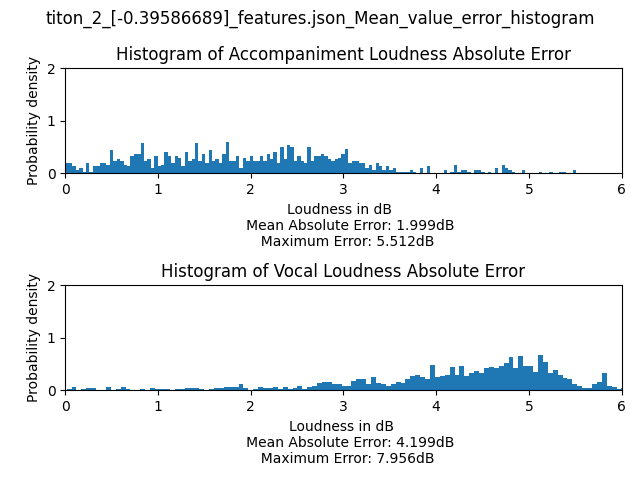 titon_2_[-0.39586689]_features.json_Mean_value_error_histogram
Histogram of Accompaniment Loudness Absolute Error
Probability density
2
1
0
0 1 2 3 4 5 6
Loudness in dB
Mean Absolute Error: 1.999dB
Maximum Error: 5.512dB
Histogram of Vocal Loudness Absolute Error
Probability density
2
1
0
0 1 2 3 4 5 6
Loudness in dB
Mean Absolute Error: 4.199dB
Maximum Error: 7.956dB